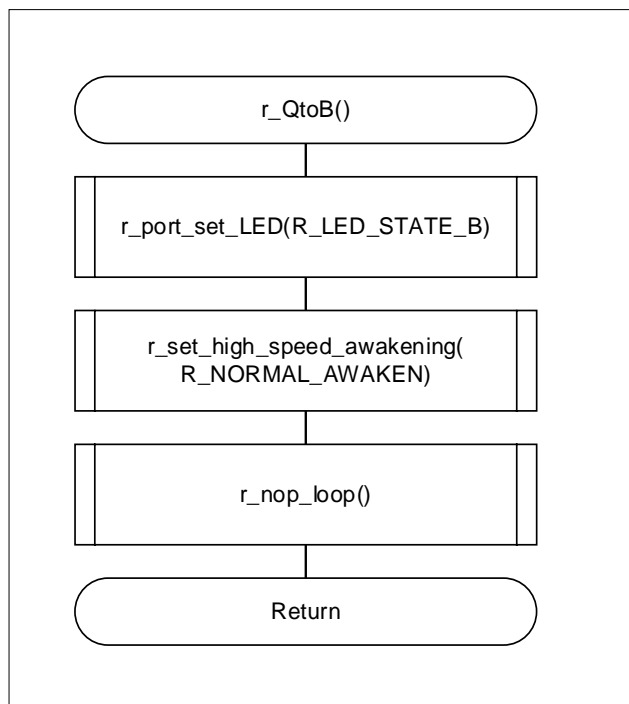 r_QtoB()
r_port_set_LED(R_LED_STATE_B)
r_set_high_speed_awakening(
R_NORMAL_AWAKEN)
r_nop_loop()
Return